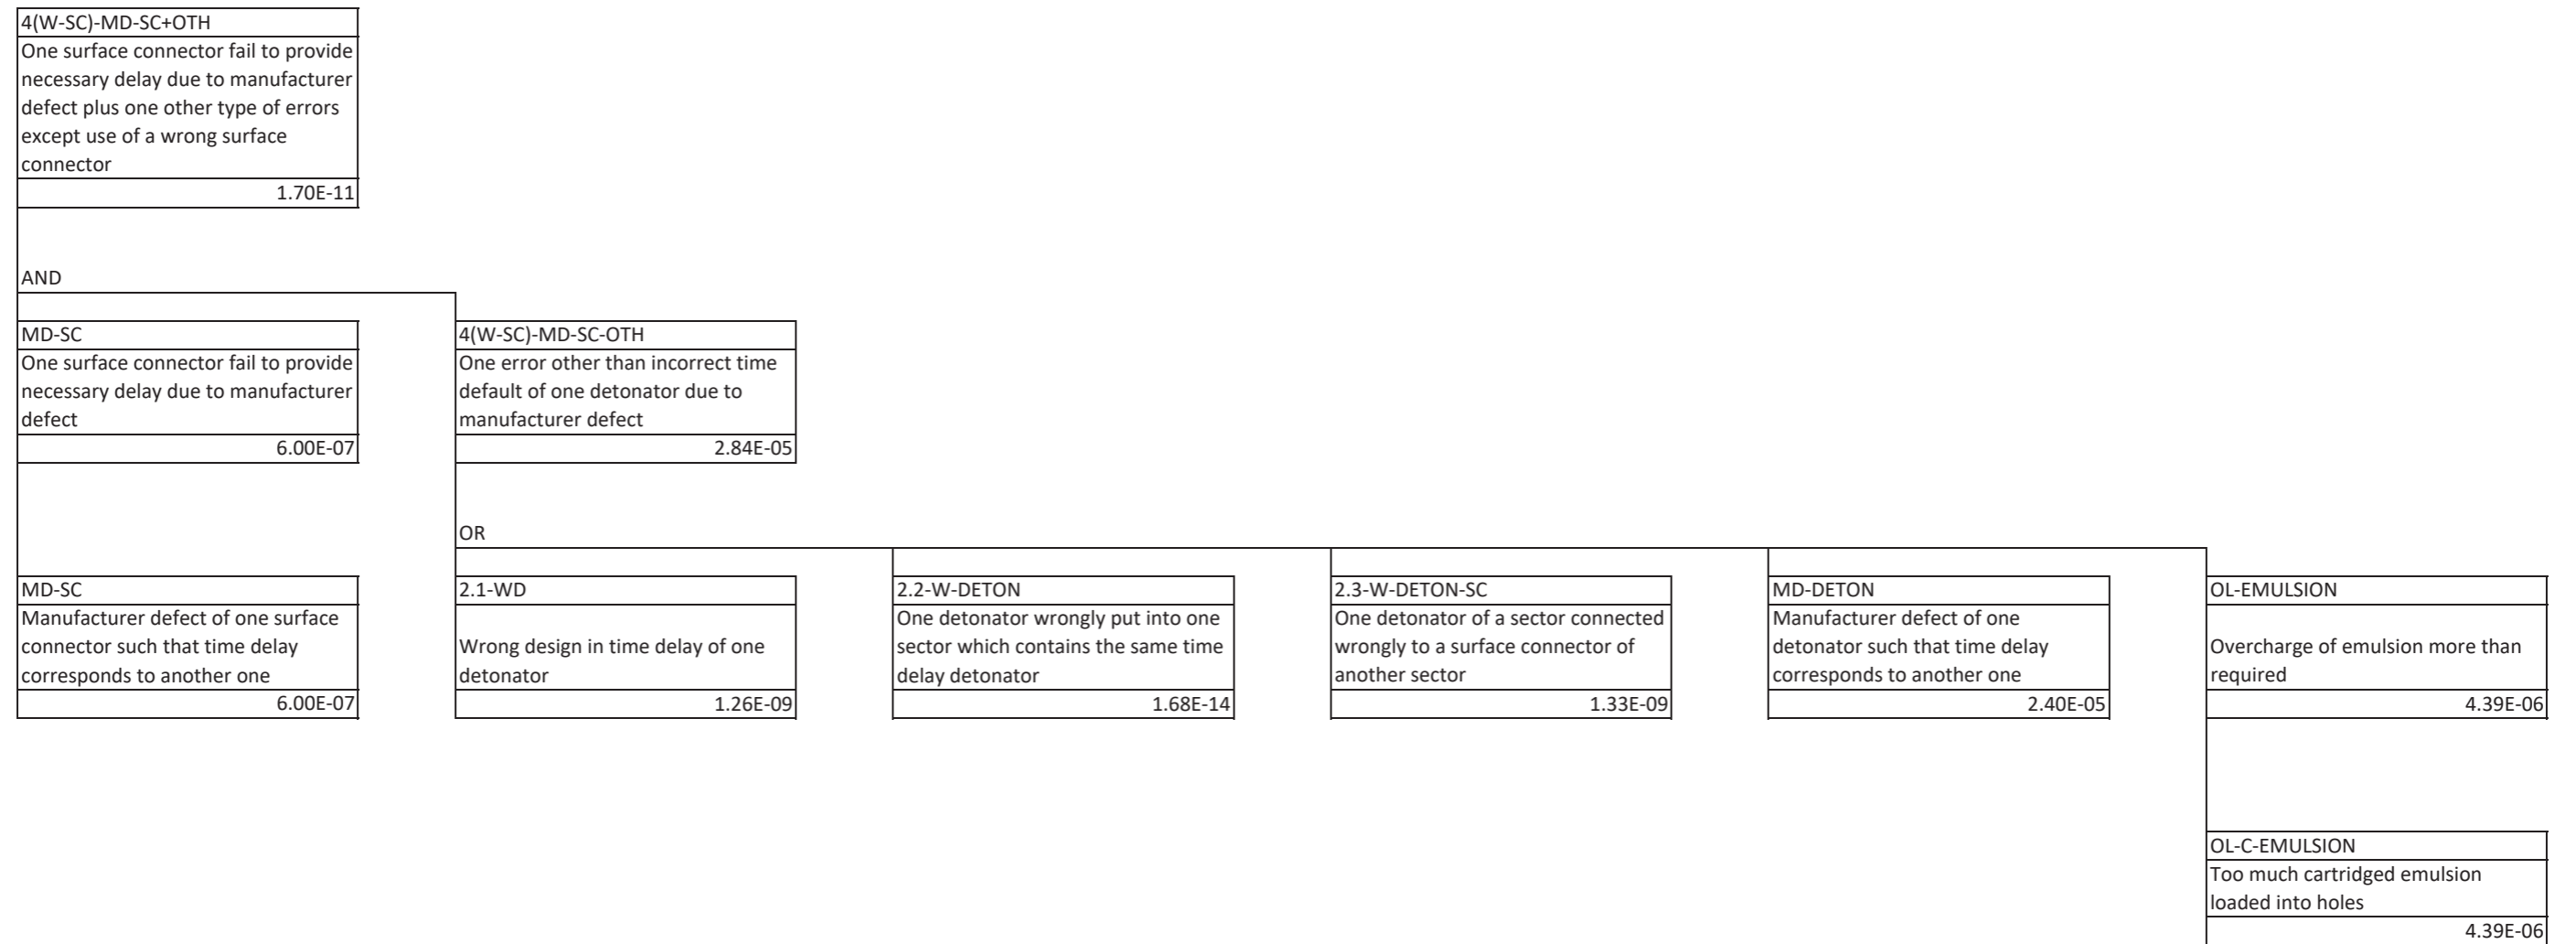 4(W-SC)-MD-SC+OTH
One surface connector fail to provide
necessary delay due to manufacturer
defect plus one other type of errors
except use of a wrong surface
connector
1.70E-11
AND
MD-SC
One surface connector fail to provide
necessary delay due to manufacturer
defect
6.00E-07
4(W-SC)-MD-SC-OTH
One error other than incorrect time
default of one detonator due to
manufacturer defect
2.84E-05
OR
MD-SC
Manufacturer defect of one surface
connector such that time delay
corresponds to another one
6.00E-07
2.1-WD
Wrong design in time delay of one
detonator
1.26E-09
2.2-W-DETON
One detonator wrongly put into one
sector which contains the same time
delay detonator
1.68E-14
2.3-W-DETON-SC
One detonator of a sector connected
wrongly to a surface connector of
another sector
1.33E-09
MD-DETON
Manufacturer defect of one
detonator such that time delay
corresponds to another one
2.40E-05
OL-EMULSION
Overcharge of emulsion more than
required
4.39E-06
OL-C-EMULSION
Too much cartridged emulsion
loaded into holes
4.39E-06